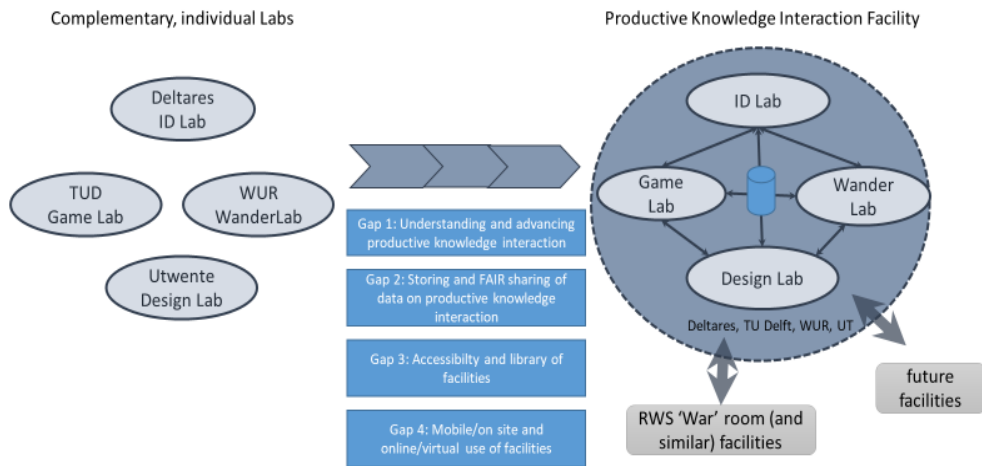 Complementary, individual Labs
Deltares
ID Lab
TUD
Game Lab
WUR
WanderLab
Utwente
Design Lab
Gap 1: Understanding and advancing
productive knowledge interaction
Gap 2: Storing and FAIR sharing of
data on productive knowledge
interaction
Gap 3: Accessibilty and library of
facilities
Gap 4: Mobile/on site and
online/virtual use of facilities
Productive Knowledge Interaction Facility
ID Lab
Game
Lab
Wander
Lab
Design Lab
Deltares, TU Delft, WUR, UT
RWS ‘War’ room (and
similar) facilities
future
facilities